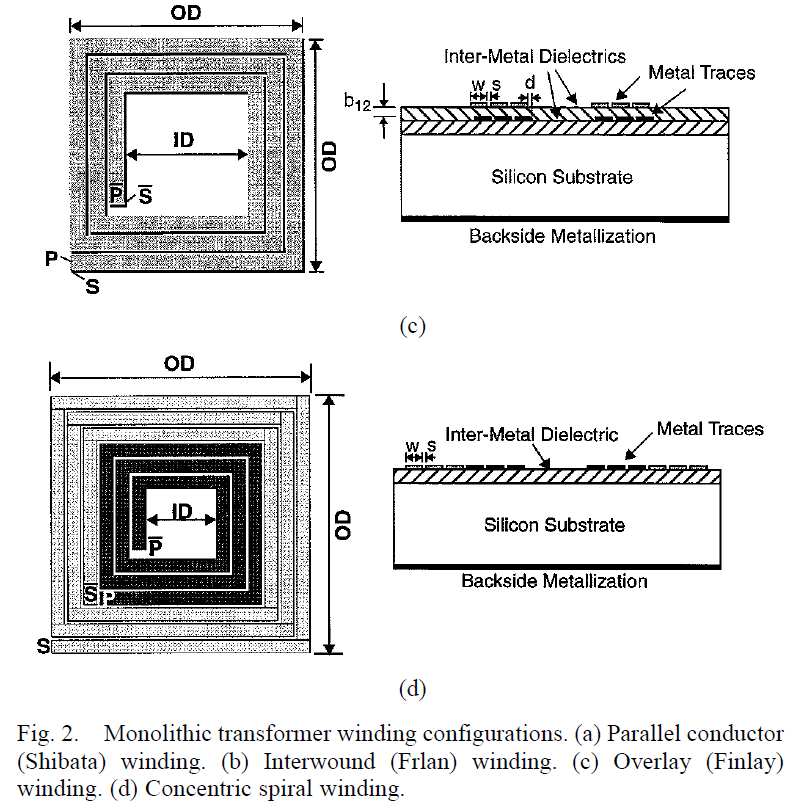 OD
OD
ID
P̅
S̅
P
S
Inter-Metal Dielectrics
Metal Traces
w
s
d
b12
Silicon Substrate
Backside Metallization
(c)
OD
OD
ID
P̅
S̅
P
S
Inter-Metal Dielectric
Metal Traces
w
s
Silicon Substrate
Backside Metallization
(d)
Fig. 2. Monolithic transformer winding configurations. (a) Parallel conductor
(Shibata) winding. (b) Interwound (Frlan) winding. (c) Overlay (Finlay)
winding. (d) Concentric spiral winding.